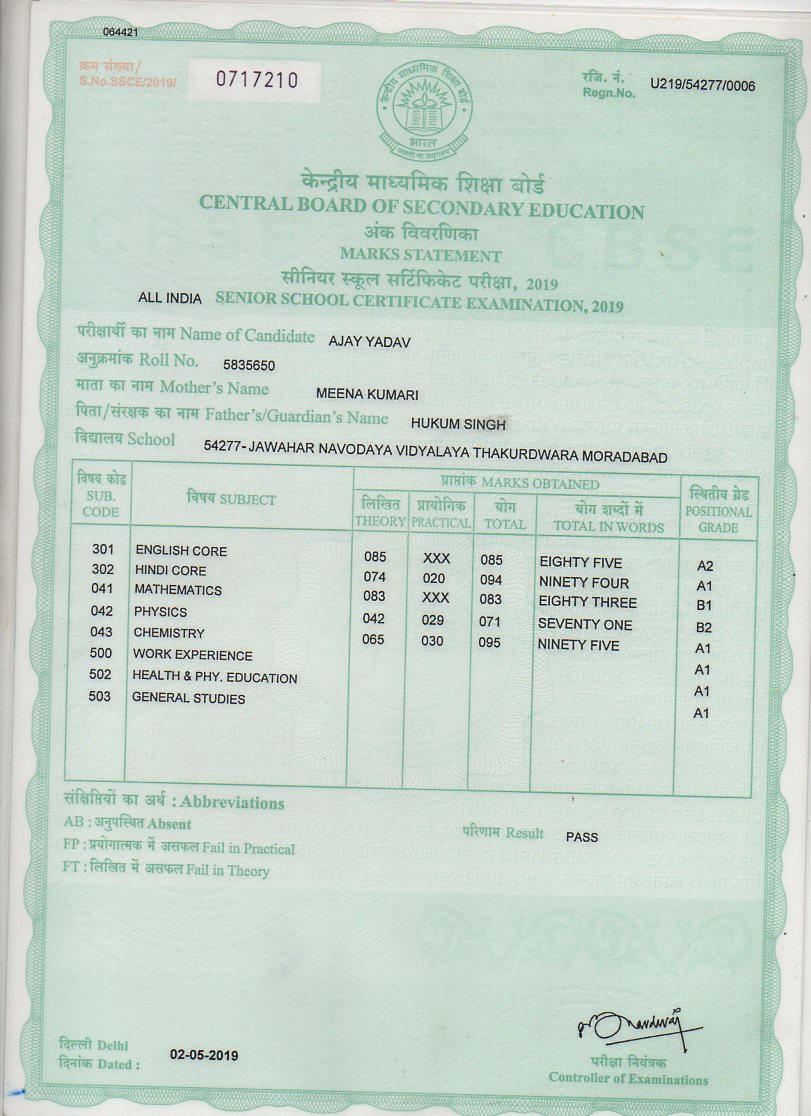 064421
क्रम संख्या/
S.No.SSCE/2019/ 0717210
रजि. नं.
Regn.No. U219/54277/0006
केन्द्रीय माध्यमिक शिक्षा बोर्ड
भारत
केन्द्रीय माध्यमिक शिक्षा बोर्ड
CENTRAL BOARD OF SECONDARY EDUCATION
अंक विवरणिका
MARKS STATEMENT
सीनियर स्कूल सर्टिफिकेट परीक्षा, 2019
ALL INDIA SENIOR SCHOOL CERTIFICATE EXAMINATION, 2019
परीक्षार्थी का नाम Name of Candidate AJAY YADAV
अनुक्रमांक Roll No. 5835650
माता का नाम Mother's Name MEENA KUMARI
पिता/संरक्षक का नाम Father's/Guardian's Name HUKUM SINGH
विद्यालय School 54277- JAWAHAR NAVODAYA VIDYALAYA THAKURDWARA MORADABAD
विषय कोड SUB. CODE
विषय SUBJECT
प्राप्तांक MARKS OBTAINED
लिखित THEORY
प्रायोगिक PRACTICAL
योग TOTAL
योग शब्दों में TOTAL IN WORDS
स्थितीय ग्रेड POSITIONAL GRADE
301 ENGLISH CORE 085 XXX 085 EIGHTY FIVE A2
302 HINDI CORE 074 020 094 NINETY FOUR A1
041 MATHEMATICS 083 XXX 083 EIGHTY THREE B1
042 PHYSICS 042 029 071 SEVENTY ONE B2
043 CHEMISTRY 065 030 095 NINETY FIVE A1
500 WORK EXPERIENCE A1
502 HEALTH & PHY. EDUCATION A1
503 GENERAL STUDIES A1
संक्षिप्तियों का अर्थ : Abbreviations
AB : अनुपस्थित Absent
परिणाम Result PASS
FP : प्रयोगात्मक में असफल Fail in Practical
FT : लिखित में असफल Fail in Theory
दिल्ली Delhi
दिनांक Dated : 02-05-2019
परीक्षा नियंत्रक
Controller of Examinations